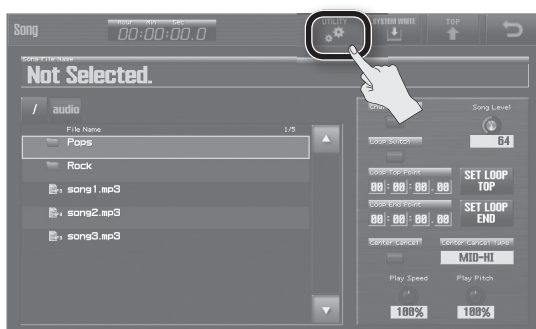 Song
Hour Min Sec
00:00:00.0
UTILITY
SYSTEM WRITE
TOP
Song File Name
Not Selected.
/ audio
File Name 1/5
Pops
Rock
song1.mp3
song2.mp3
song3.mp3
Song Level
64
Loop Switch
Loop Top Point
00:00:00.00
SET LOOP
TOP
Loop End Point
00:00:00.00
SET LOOP
END
Center Cancel
Center Cancel Type
MID-HI
Play Speed
Play Pitch
100%
100%